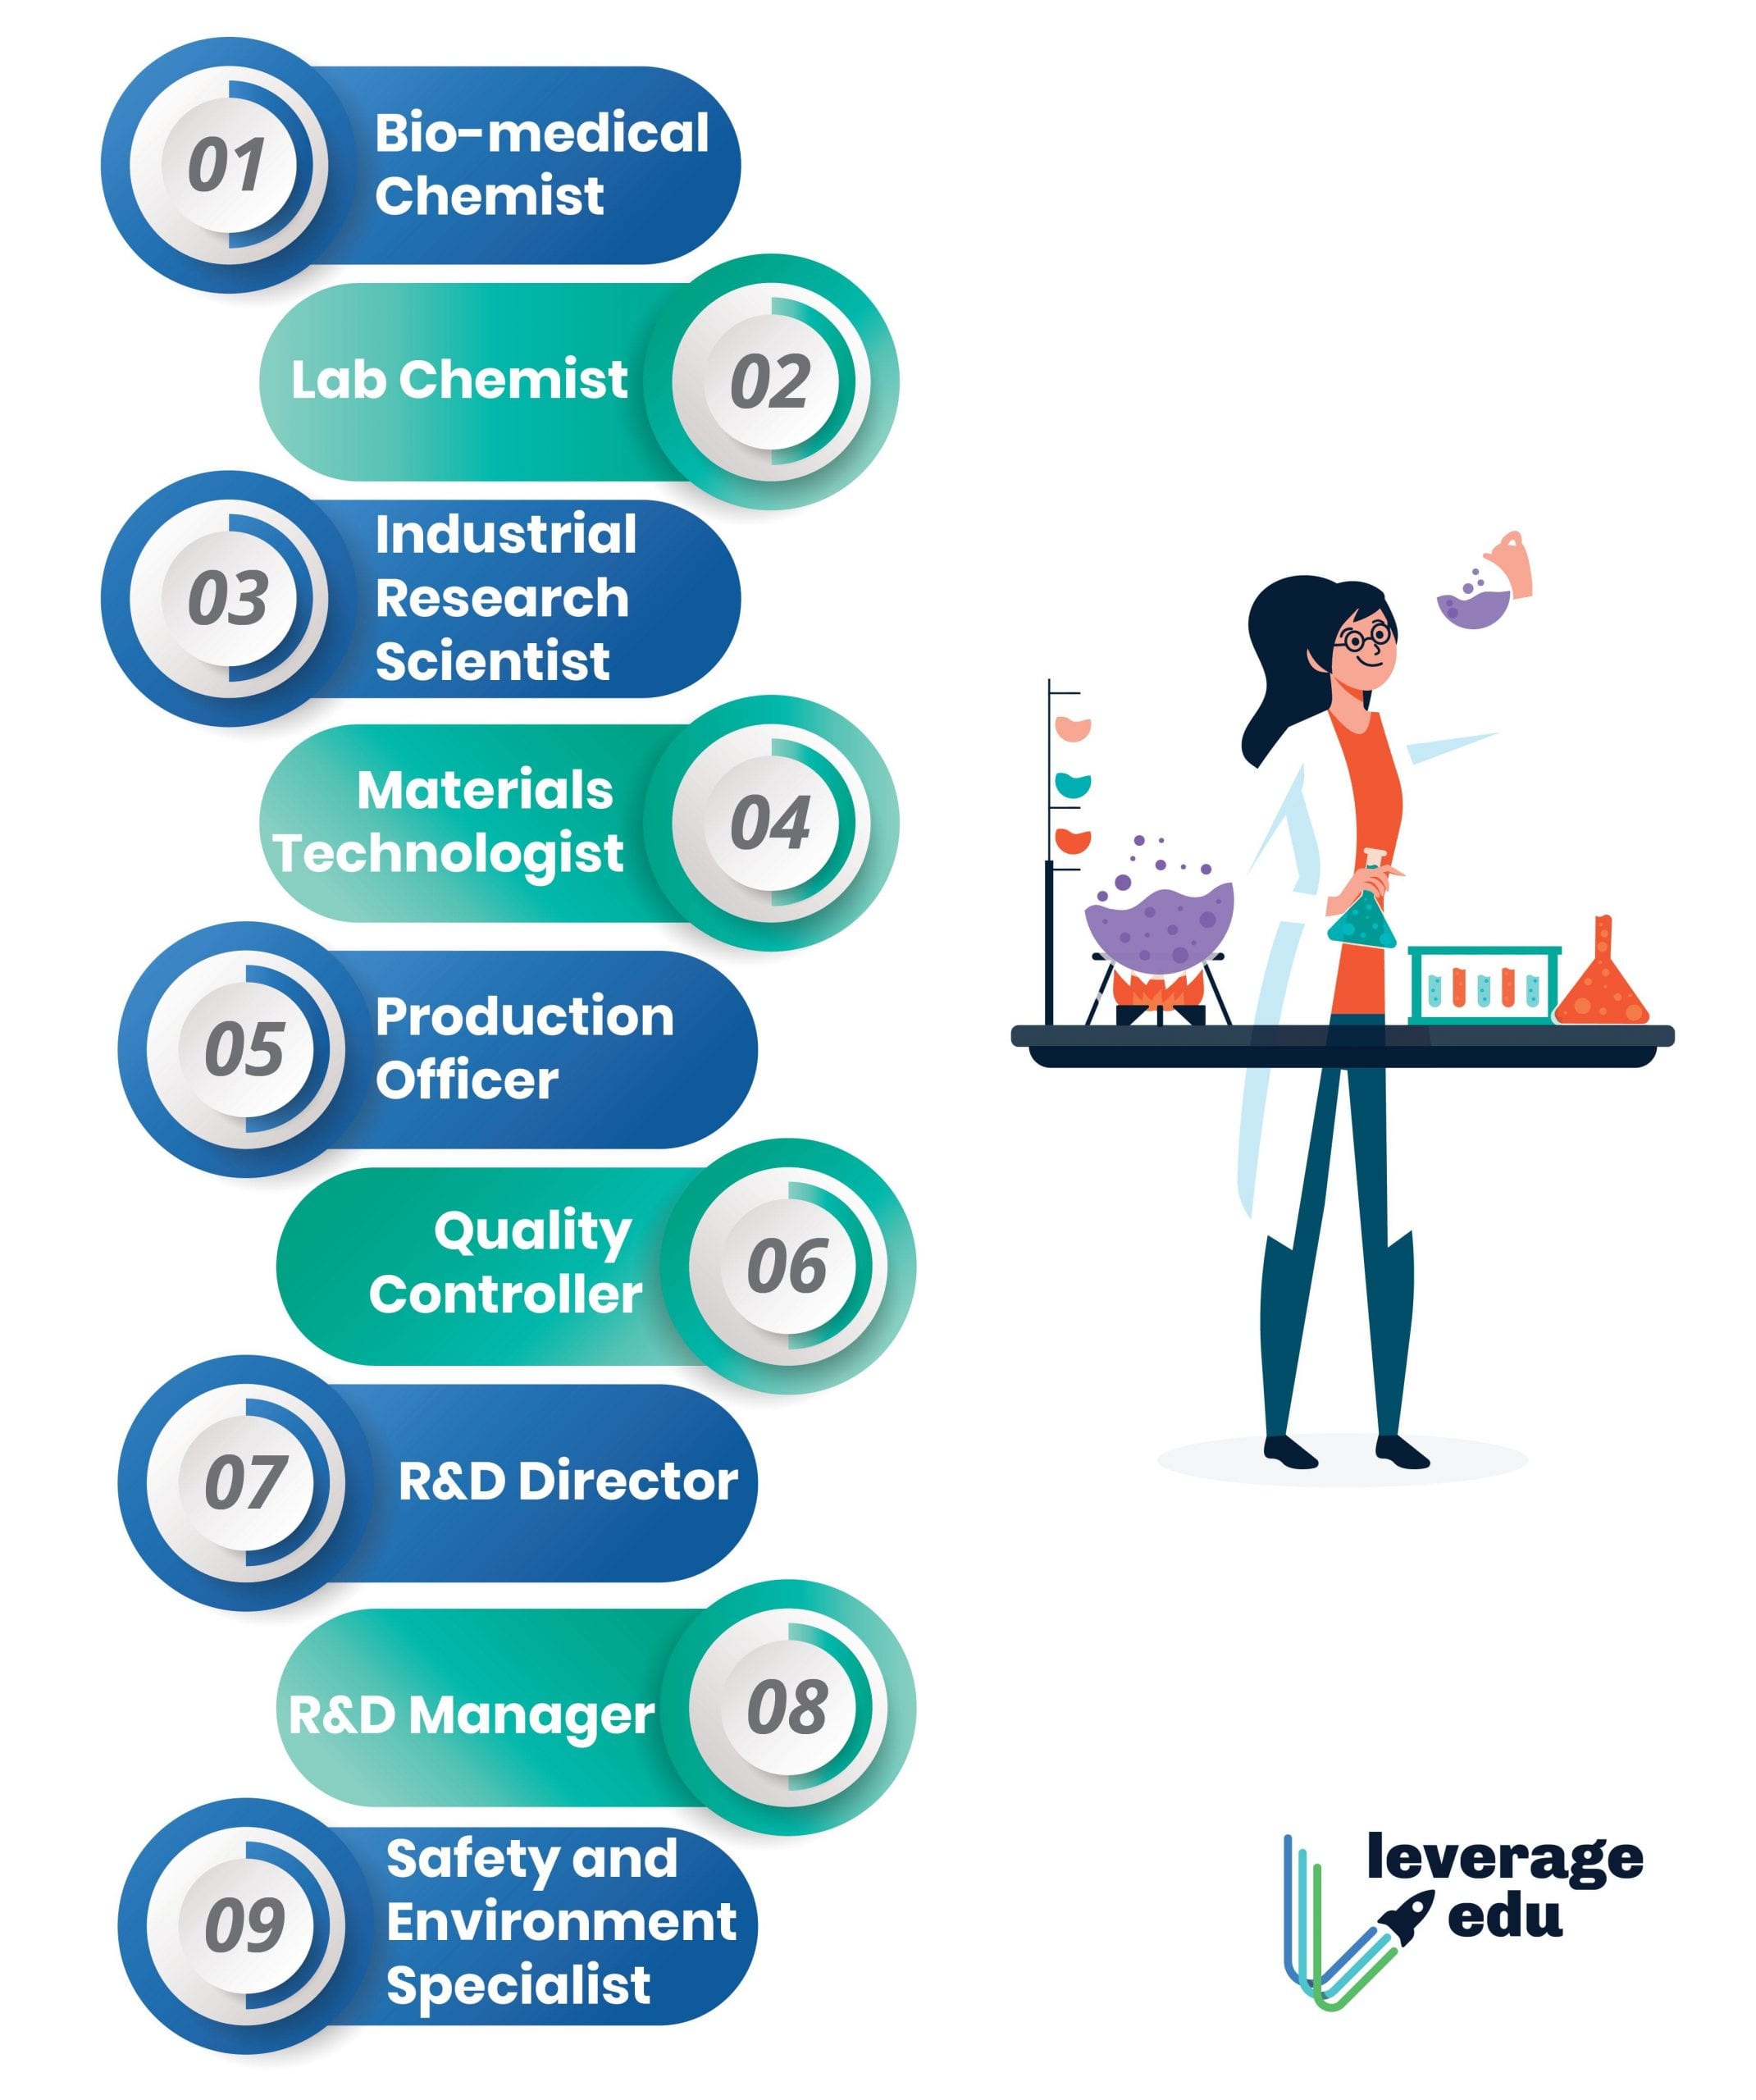 01
Bio-medical
Chemist
Lab Chemist
02
03
Industrial
Research
Scientist
Materials
Technologist
04
05
Production
Officer
Quality
Controller
06
07
R&D Director
R&D Manager
08
09
Safety and
Environment
Specialist
leverage
edu